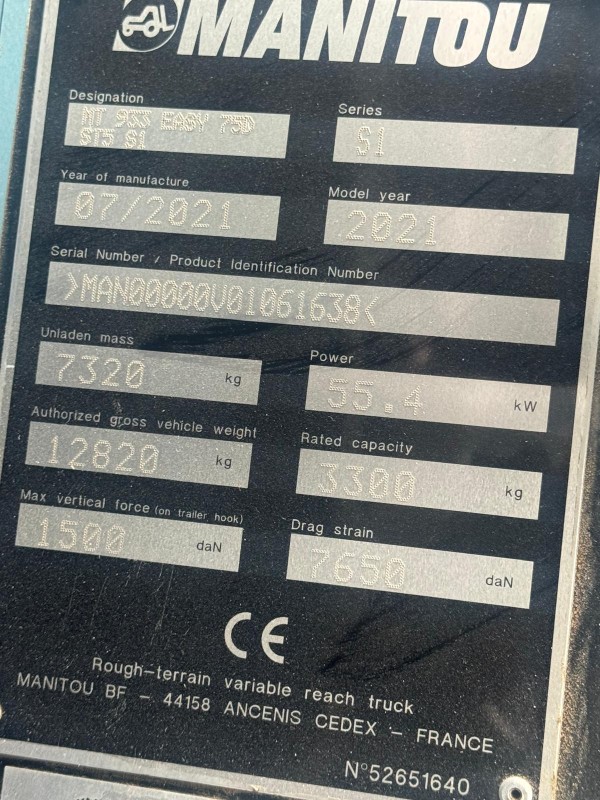 MANITOU
Designation
MT 933 EASY 75D
ST5 S1
Series
S1
Year of manufacture
07/2021
Model year
2021
Serial Number / Product Identification Number
>MAN00000V01061638<
Unladen mass
7320 kg
Power
55.4 kW
Authorized gross vehicle weight
12820 kg
Rated capacity
3300 kg
Max vertical force (on trailer hook)
1500 daN
Drag strain
7650 daN
CE
Rough-terrain variable reach truck
MANITOU BF - 44158 ANCENIS CEDEX - FRANCE
N°52651640